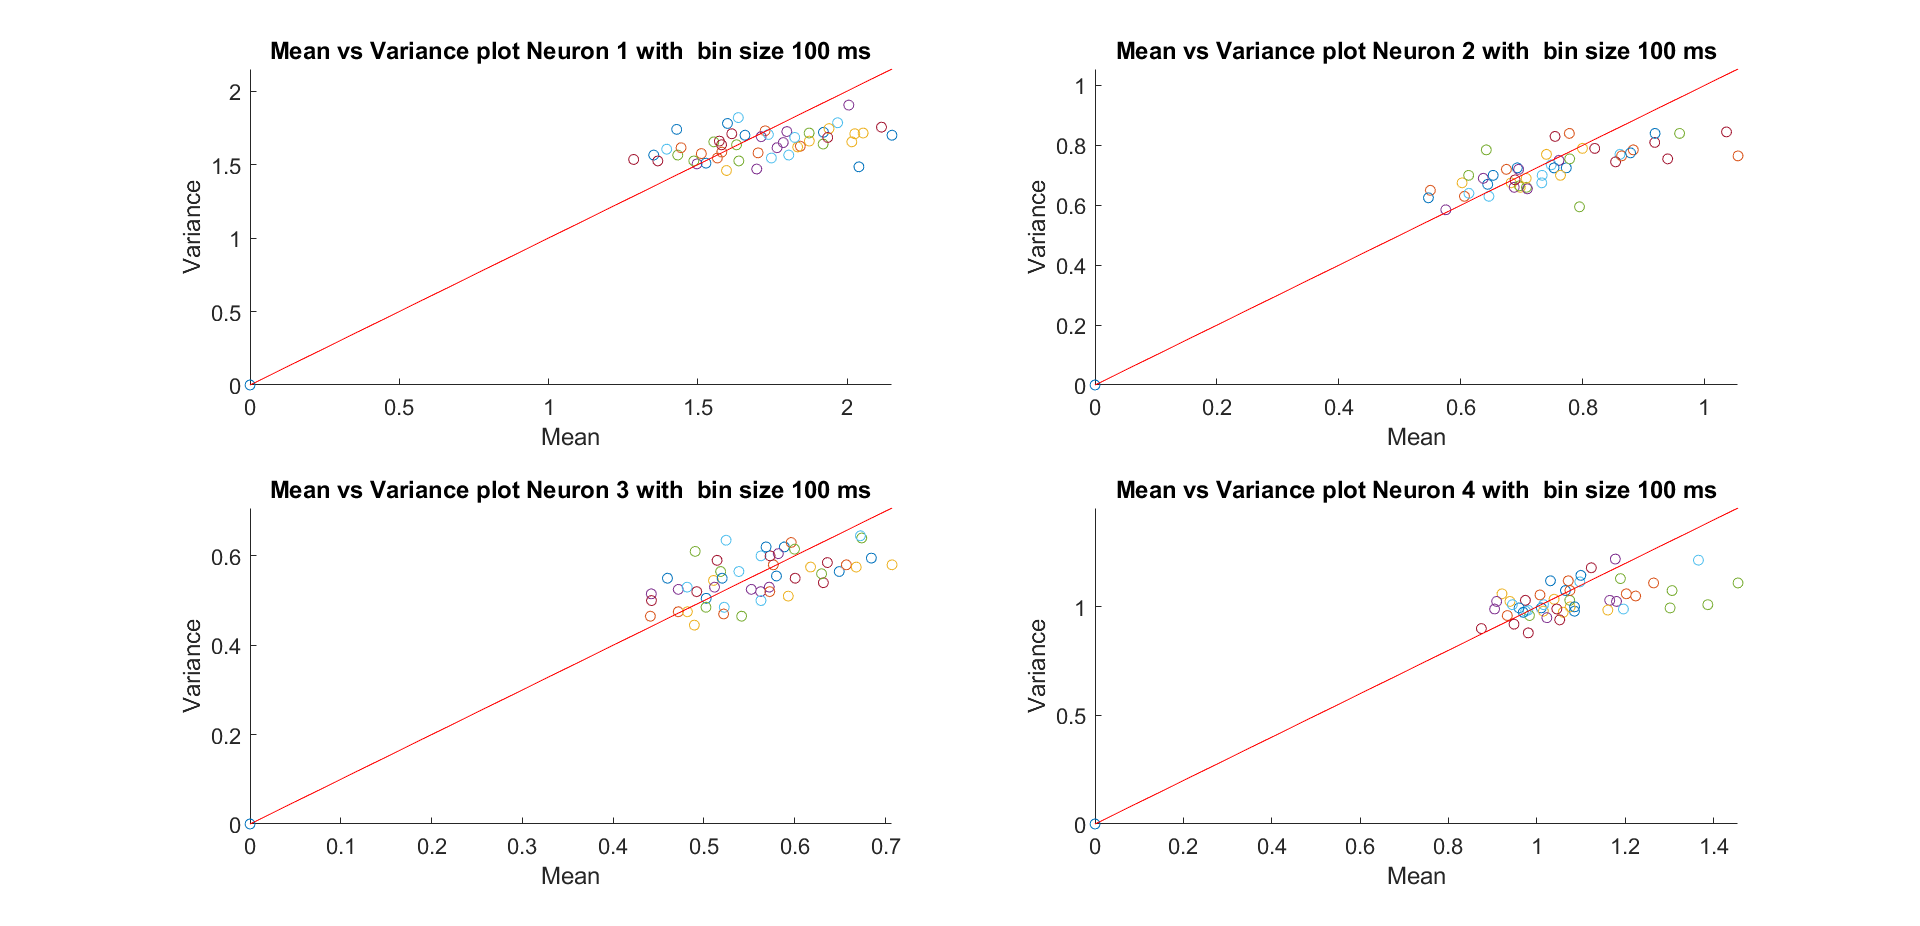 Mean vs Variance plot Neuron 1 with  bin size 100 ms
Variance
2
1.5
1
0.5
0
0 0.5 1 1.5 2
Mean
Mean vs Variance plot Neuron 2 with  bin size 100 ms
Variance
1
0.8
0.6
0.4
0.2
0
0 0.2 0.4 0.6 0.8 1
Mean
Mean vs Variance plot Neuron 3 with  bin size 100 ms
Variance
0.6
0.4
0.2
0
0 0.1 0.2 0.3 0.4 0.5 0.6 0.7
Mean
Mean vs Variance plot Neuron 4 with  bin size 100 ms
Variance
1
0.5
0
0 0.2 0.4 0.6 0.8 1 1.2 1.4
Mean